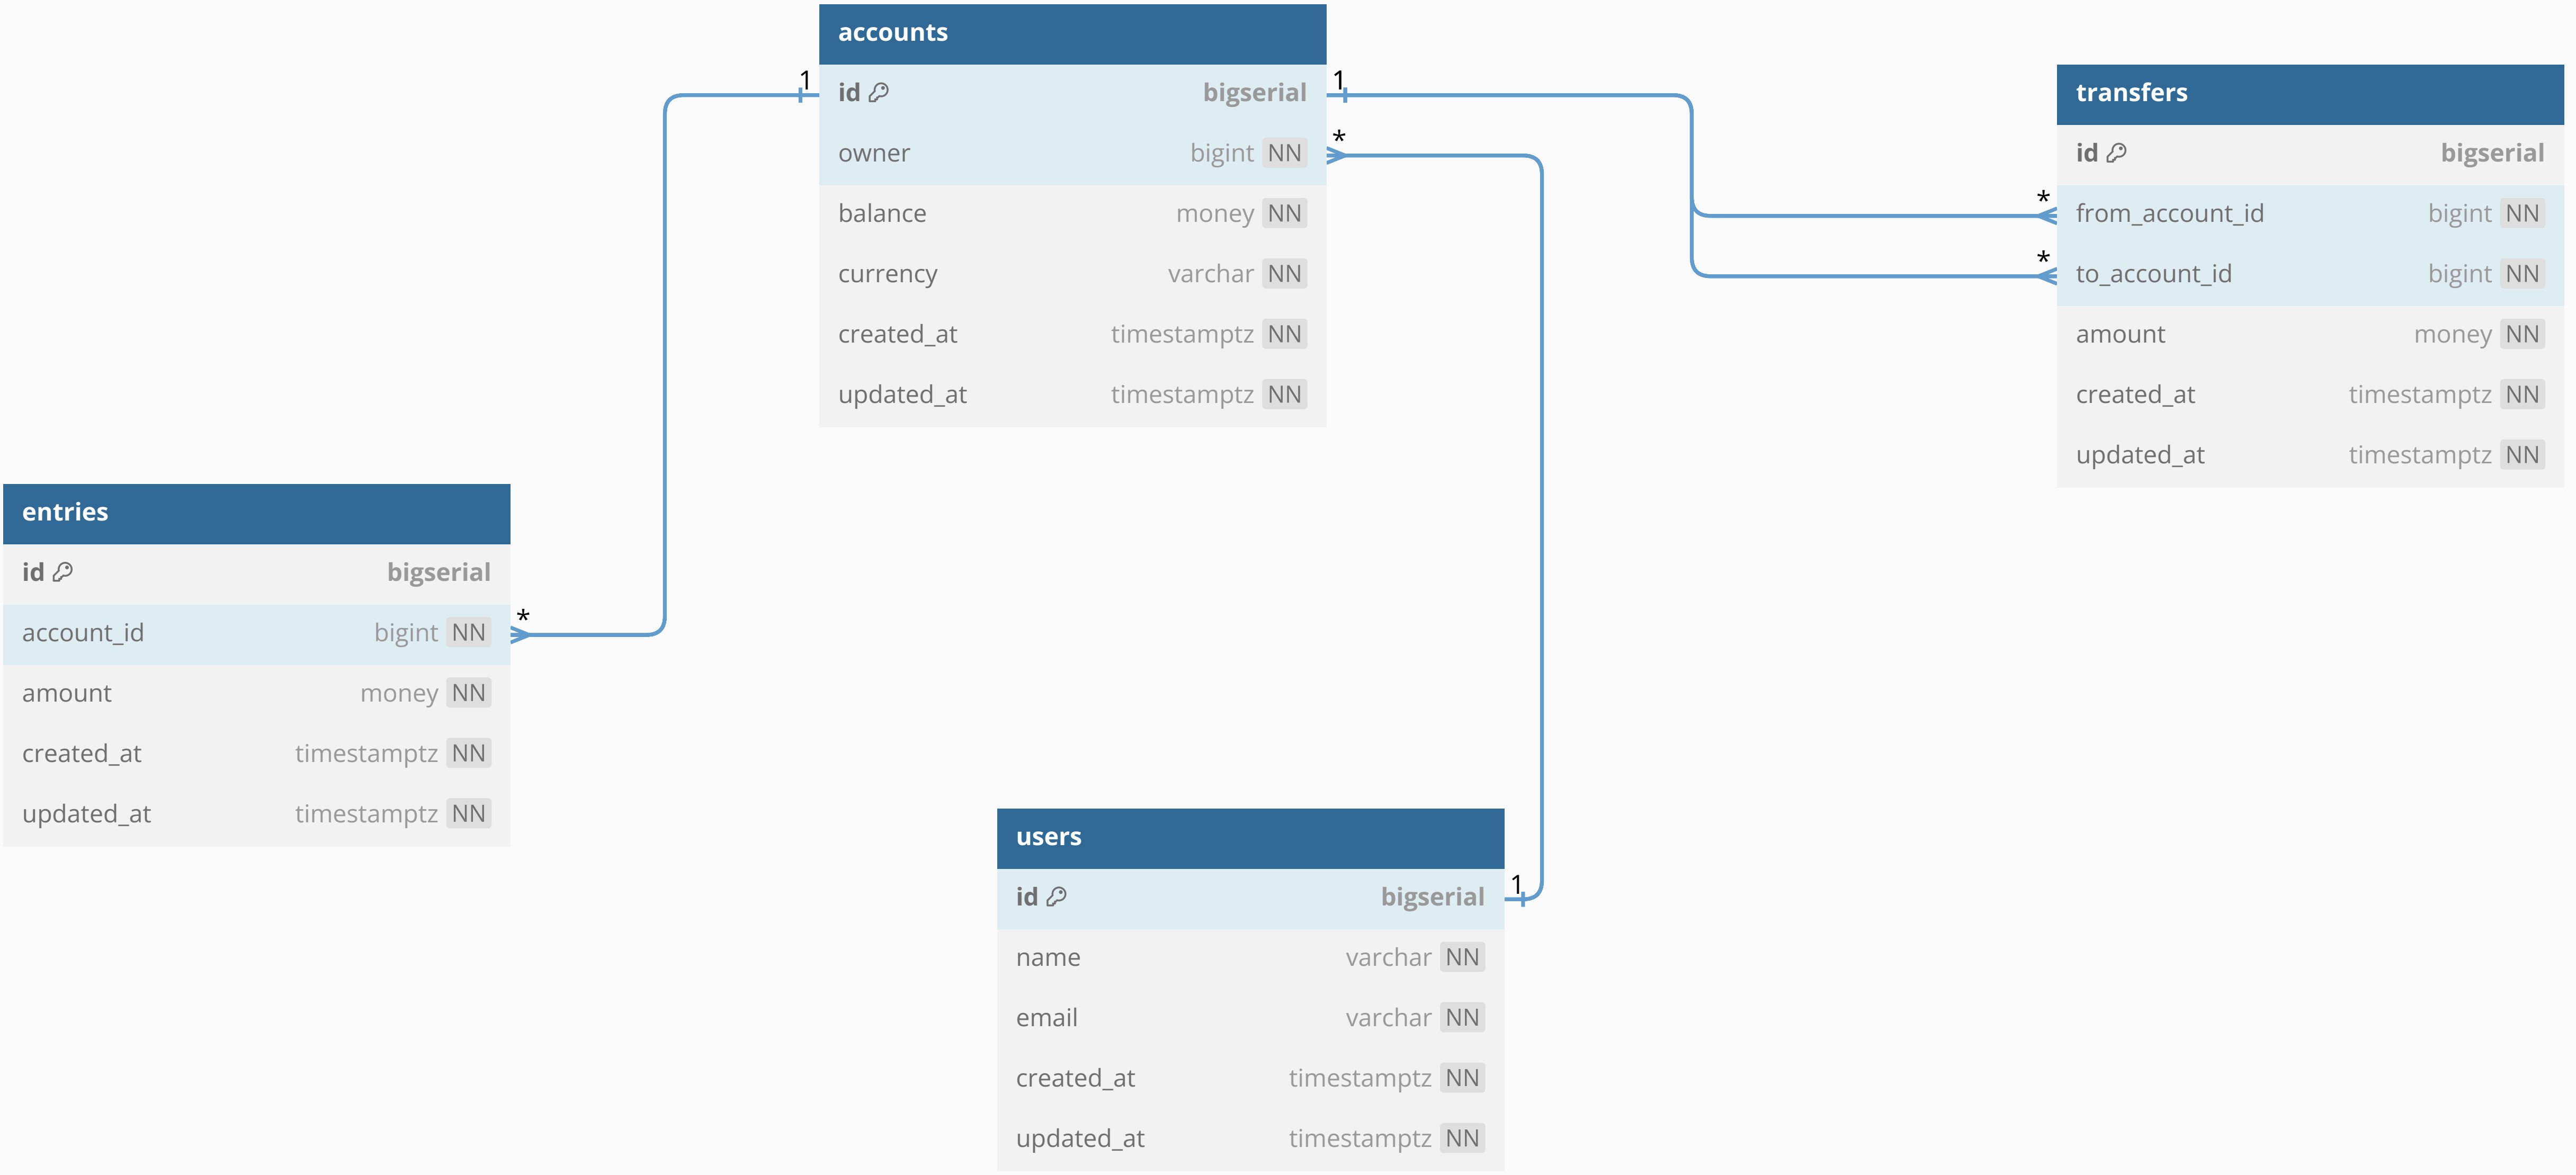 accounts
1 id bigserial 1
owner bigint NN *
balance money NN
currency varchar NN
created_at timestamptz NN
updated_at timestamptz NN
transfers
id bigserial
* from_account_id bigint NN
* to_account_id bigint NN
amount money NN
created_at timestamptz NN
updated_at timestamptz NN
entries
id bigserial
account_id bigint NN *
amount money NN
created_at timestamptz NN
updated_at timestamptz NN
users
id bigserial 1
name varchar NN
email varchar NN
created_at timestamptz NN
updated_at timestamptz NN